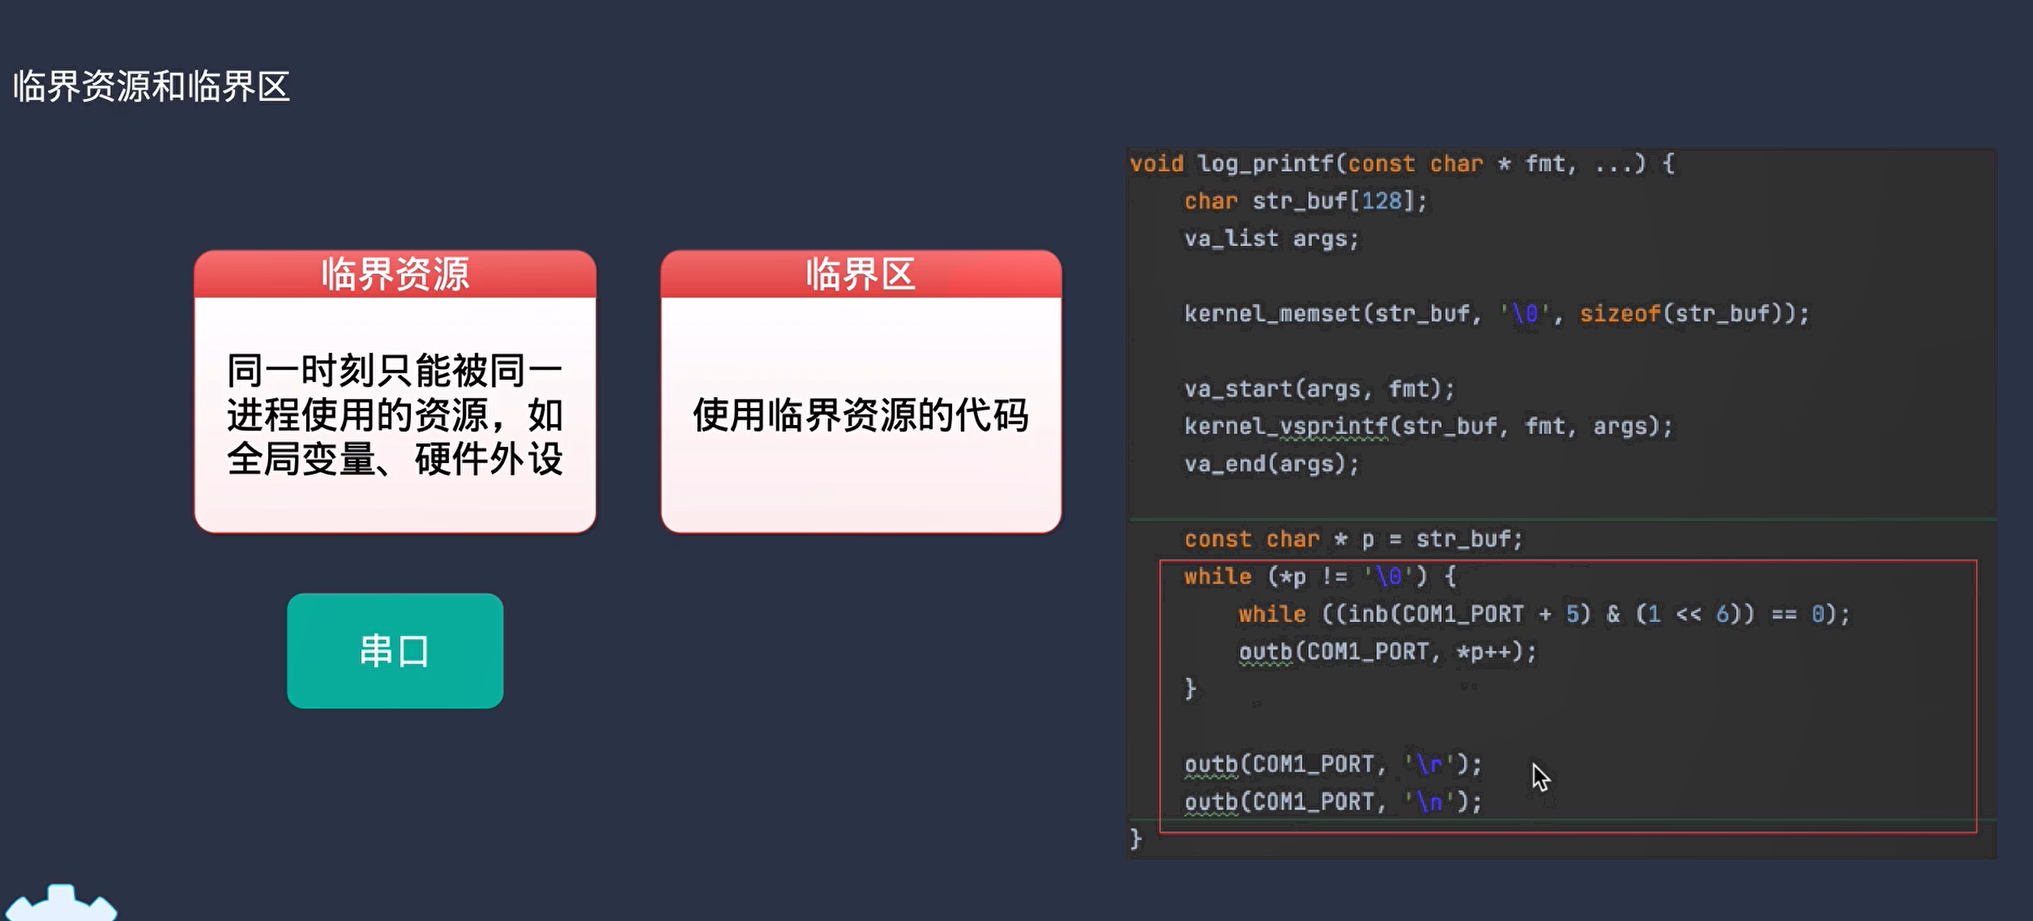 临界资源和临界区
临界资源
同一时刻只能被同一
进程使用的资源，如
全局变量、硬件外设
临界区
使用临界资源的代码
串口
void log_printf(const char * fmt, ...) {
    char str_buf[128];
    va_list args;
    kernel_memset(str_buf, '\0', sizeof(str_buf));
    va_start(args, fmt);
    kernel_vsprintf(str_buf, fmt, args);
    va_end(args);
    const char * p = str_buf;
    while (*p != '\0') {
        while ((inb(COM1_PORT + 5) & (1 << 6)) == 0);
        outb(COM1_PORT, *p++);
    }
    outb(COM1_PORT, '\r');
    outb(COM1_PORT, '\n');
}